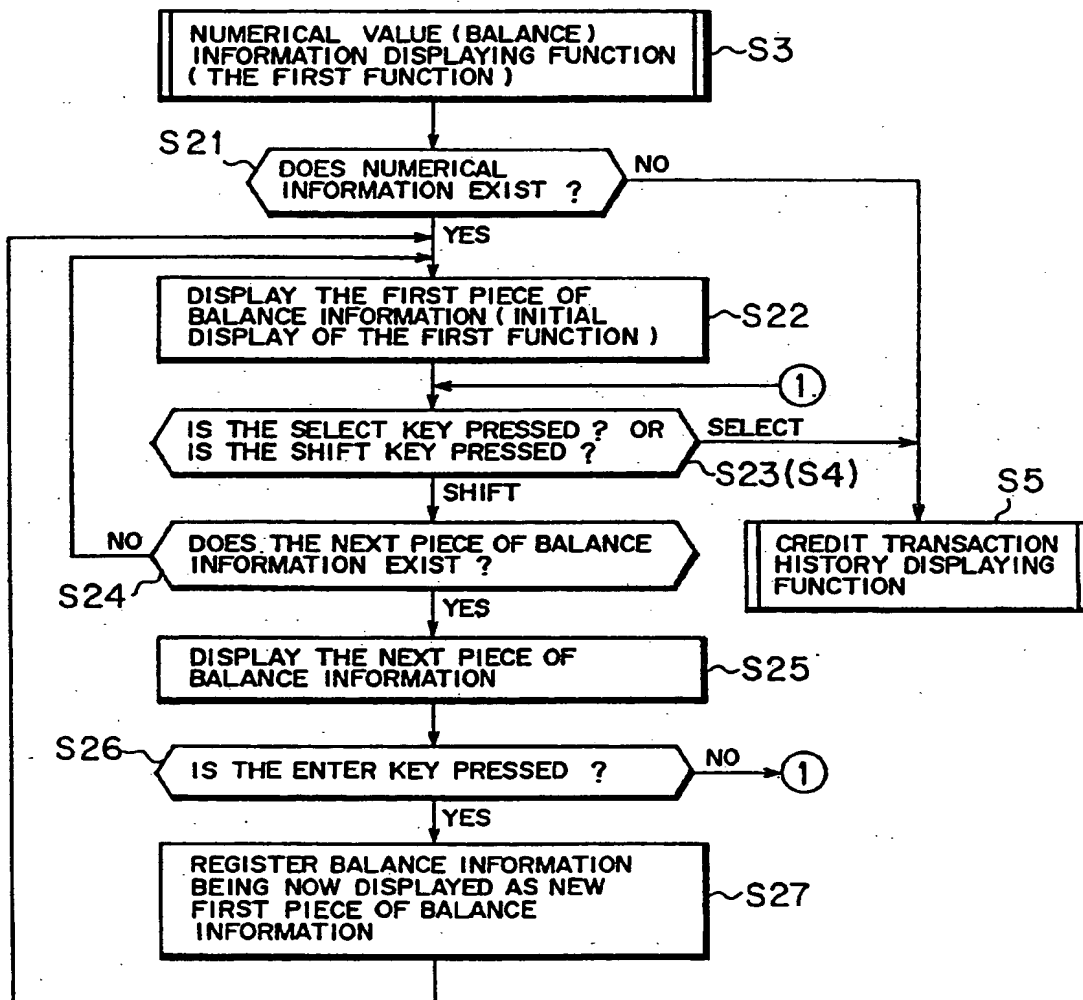 NUMERICAL VALUE (BALANCE)
INFORMATION DISPLAYING FUNCTION
(THE FIRST FUNCTION)
S3
S21
DOES NUMERICAL
INFORMATION EXIST ?
NO
YES
DISPLAY THE FIRST PIECE OF
BALANCE INFORMATION (INITIAL
DISPLAY OF THE FIRST FUNCTION)
S22
1
IS THE SELECT KEY PRESSED ? OR
IS THE SHIFT KEY PRESSED ?
SELECT
S23(S4)
SHIFT
S5
NO
DOES THE NEXT PIECE OF BALANCE
INFORMATION EXIST ?
S24
CREDIT TRANSACTION
HISTORY DISPLAYING
FUNCTION
YES
DISPLAY THE NEXT PIECE OF
BALANCE INFORMATION
S25
S26
IS THE ENTER KEY PRESSED ?
NO
1
YES
REGISTER BALANCE INFORMATION
BEING NOW DISPLAYED AS NEW
FIRST PIECE OF BALANCE
INFORMATION
S27